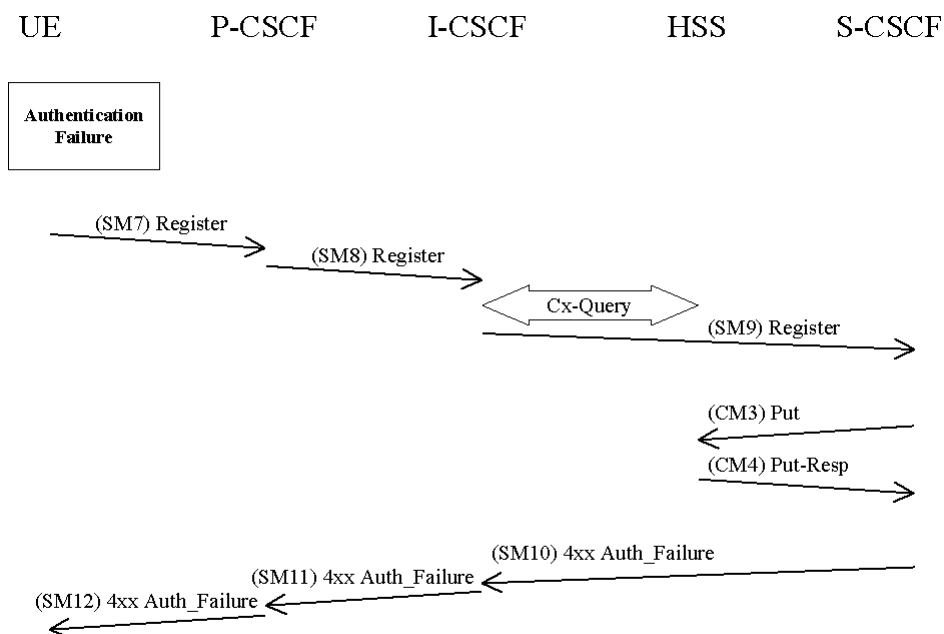 UE P-CSCF I-CSCF HSS S-CSCF
Authentication
Failure
(SM7) Register
(SM8) Register
Cx-Query
(SM9) Register
(CM3) Put
(CM4) Put-Resp
(SM10) 4xx Auth_Failure
(SM11) 4xx Auth_Failure
(SM12) 4xx Auth_Failure